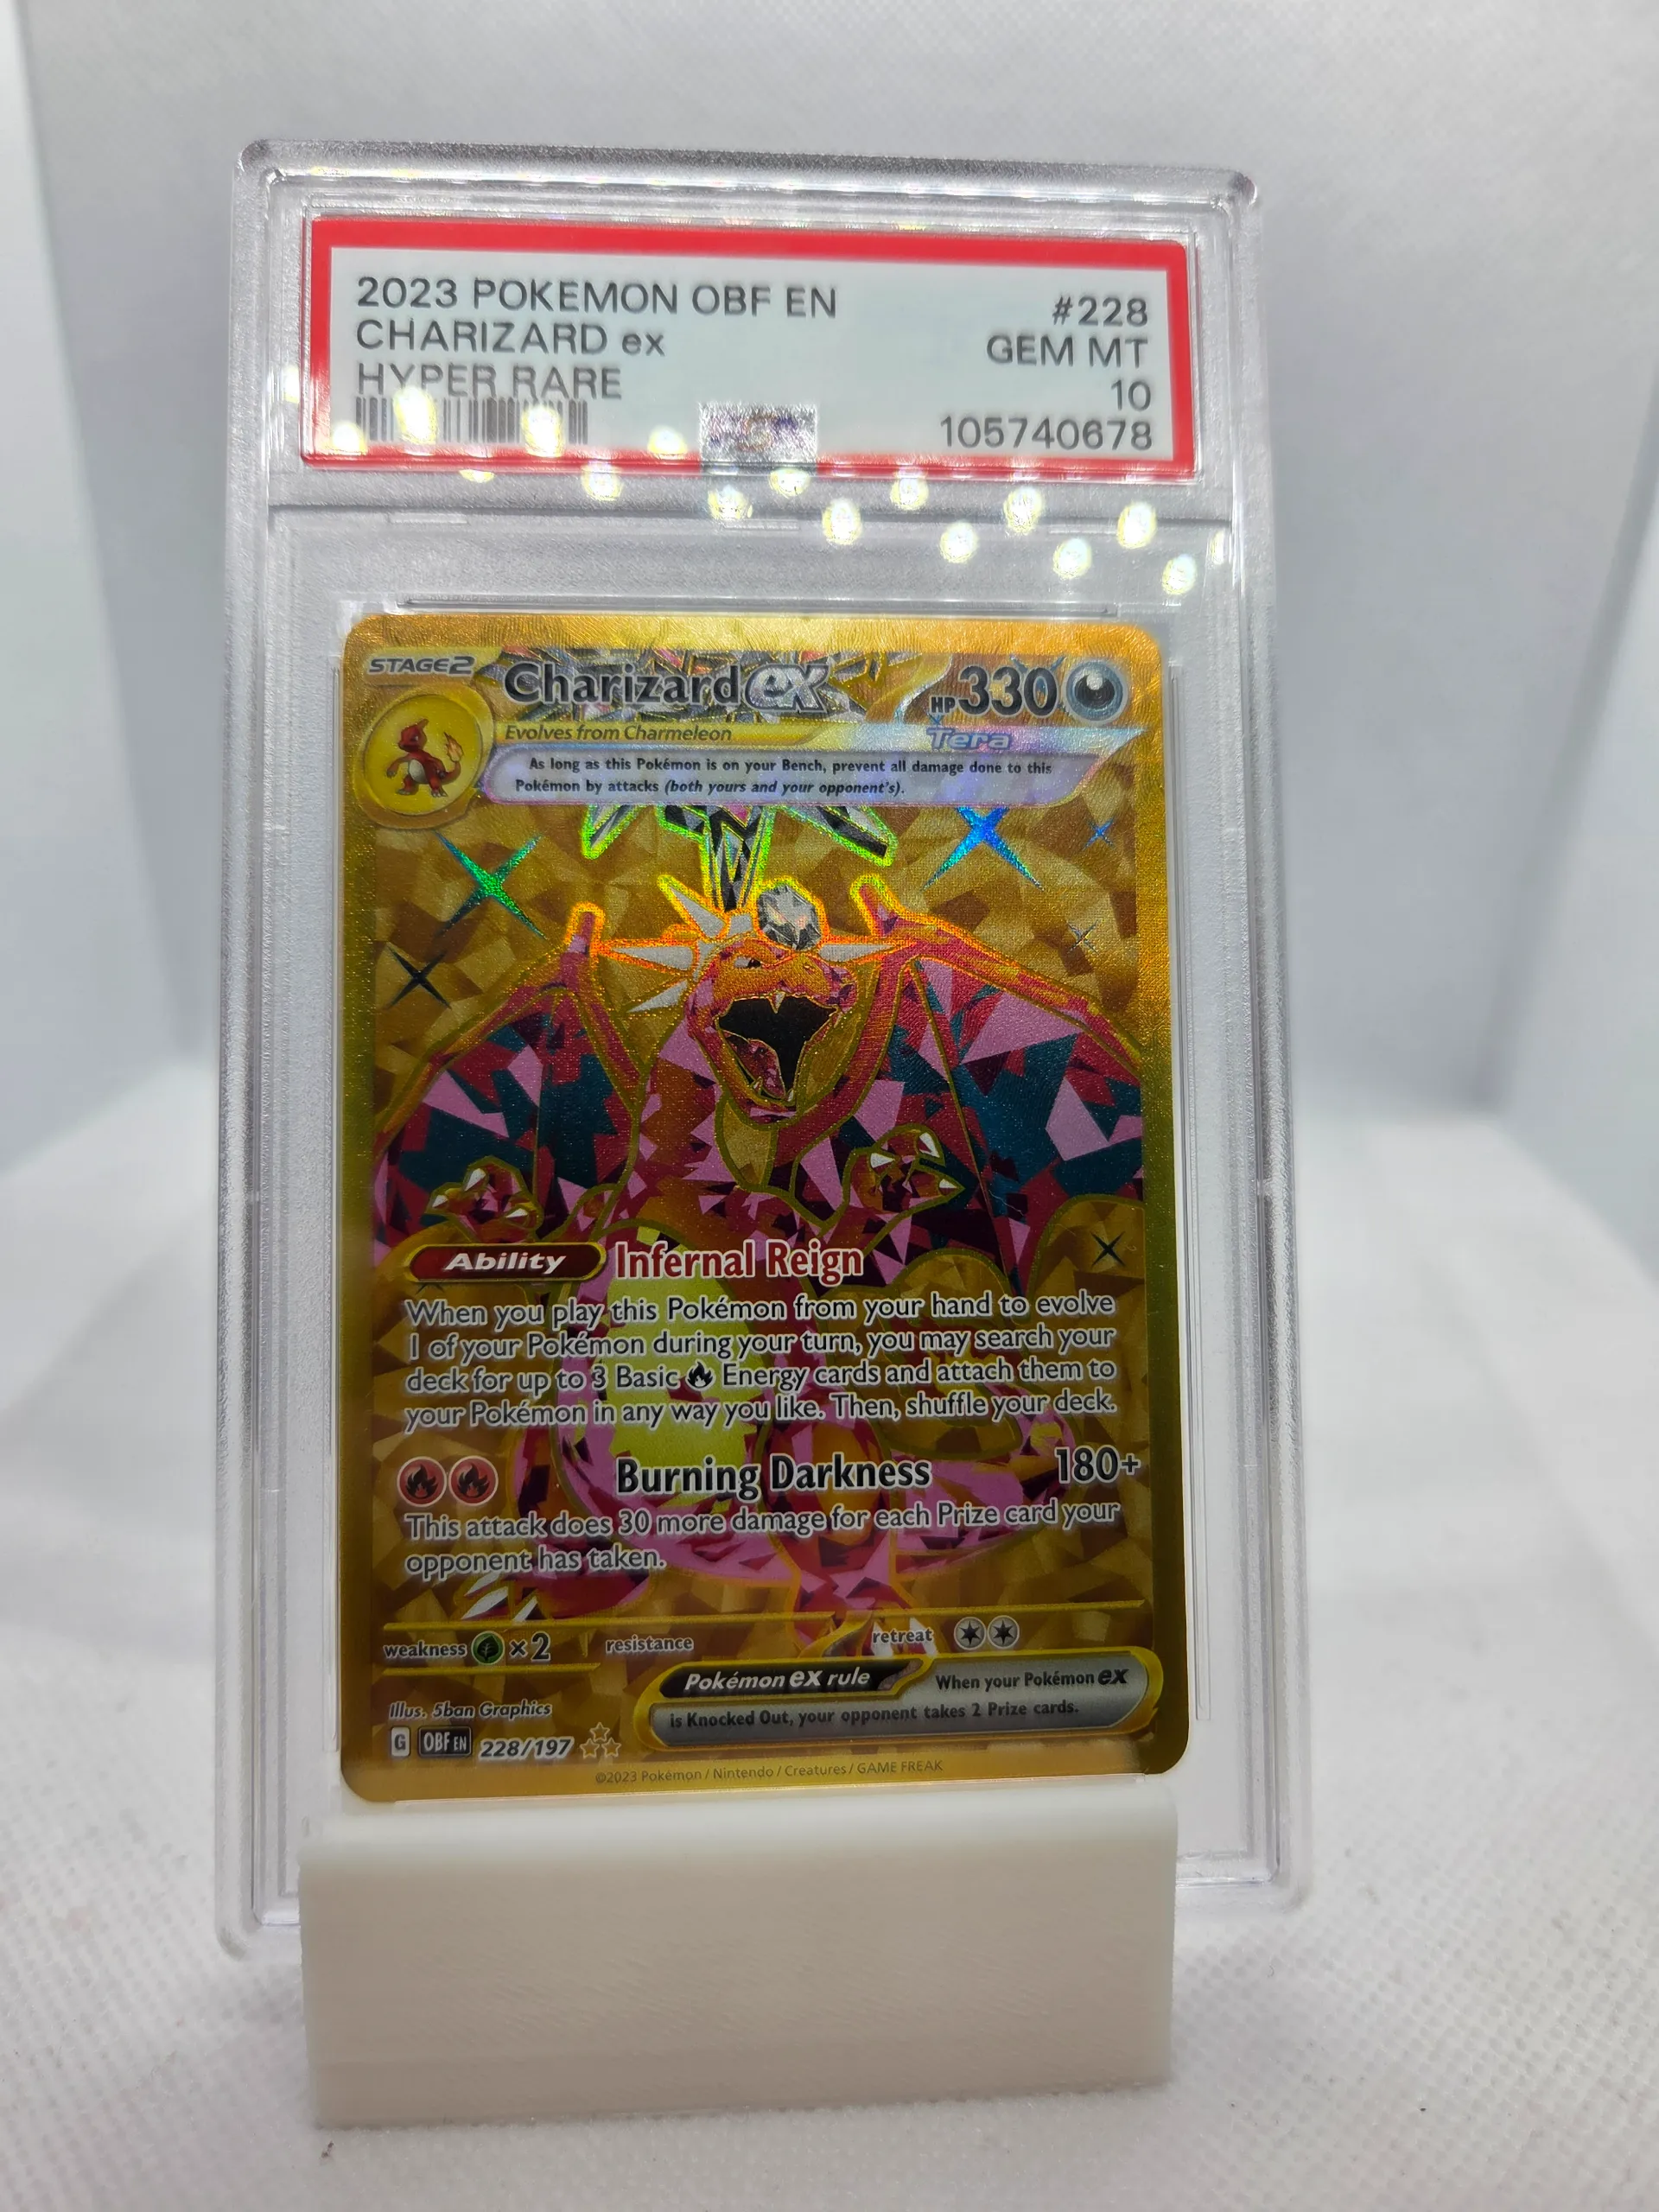 2023 POKEMON OBF EN
#228
CHARIZARD ex
GEM MT
HYPER RARE
10
105740678
STAGE2
Charizard ex
HP 330
Evolves from Charmeleon
Tera
As long as this Pokémon is on your Bench, prevent all damage done to this
Pokémon by attacks (both yours and your opponent's).
Ability Infernal Reign
When you play this Pokémon from your hand to evolve
1 of your Pokémon during your turn, you may search your
deck for up to 3 Basic Energy cards and attach them to
your Pokémon in any way you like. Then, shuffle your deck.
Burning Darkness 180+
This attack does 30 more damage for each Prize card your
opponent has taken.
weakness ×2 resistance retreat
Pokémon ex rule When your Pokémon ex
is Knocked Out, your opponent takes 2 Prize cards.
Illus. 5ban Graphics
G OBF EN 228/197
©2023 Pokémon / Nintendo / Creatures / GAME FREAK